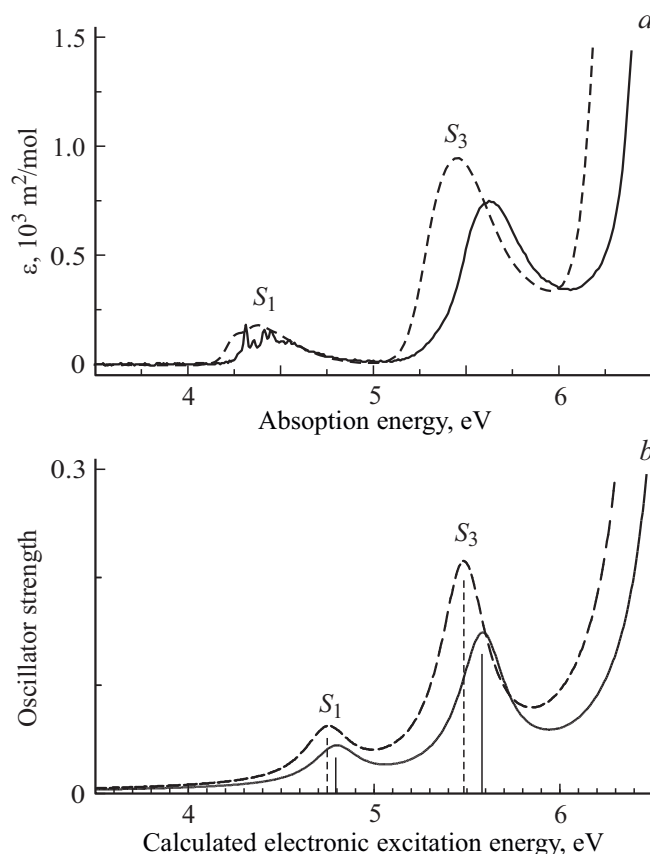 a
1.5
1.0
0.5
0
ε, 10³ m²/mol
S₁
S₃
4 5 6
Absoption energy, eV
b
0.3
0
Oscillator strength
S₁
S₃
4 5 6
Calculated electronic excitation energy, eV